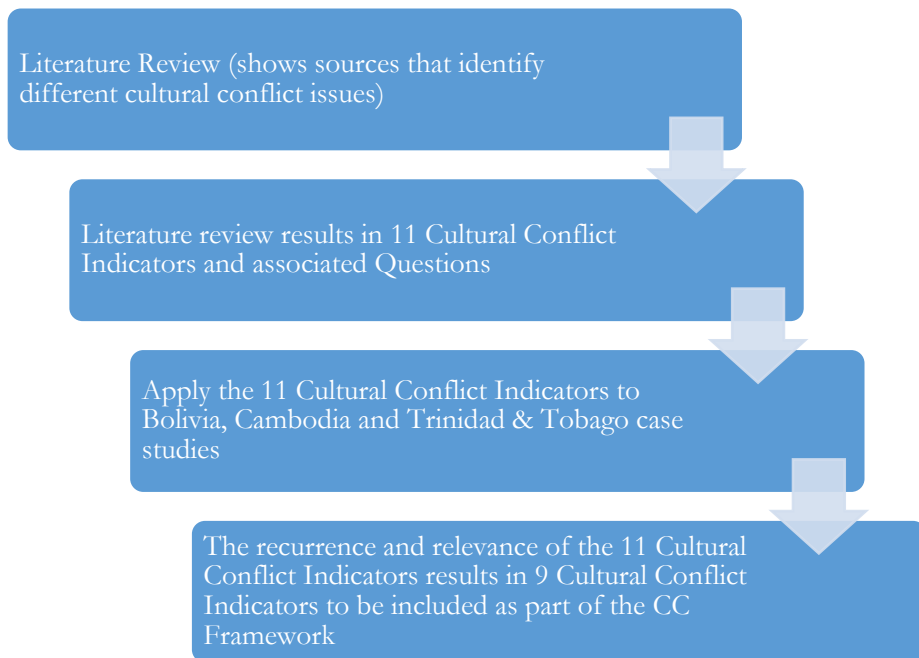 Literature Review (shows sources that identify
different cultural conflict issues)
Literature review results in 11 Cultural Conflict
Indicators and associated Questions
Apply the 11 Cultural Conflict Indicators to
Bolivia, Cambodia and Trinidad & Tobago case
studies
The recurrence and relevance of the 11 Cultural
Conflict Indicators results in 9 Cultural Conflict
Indicators to be included as part of the CC
Framework